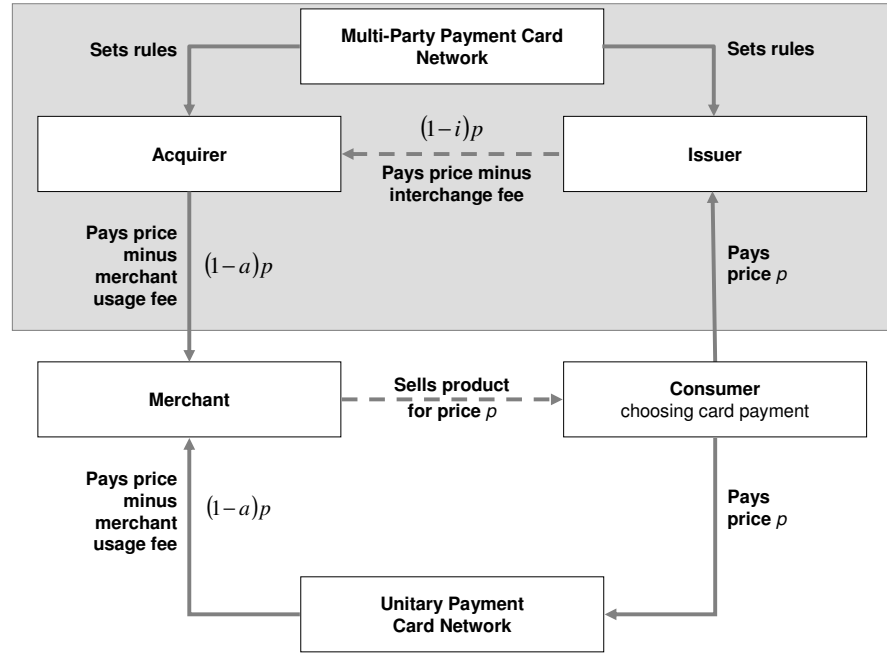 Multi-Party Payment Card
Network
Sets rules
Sets rules
Acquirer
(1−i)p
Pays price minus
interchange fee
Issuer
Pays price
minus
merchant
usage fee
(1−a)p
Pays
price p
Merchant
Sells product
for price p
Consumer
choosing card payment
Pays price
minus
merchant
usage fee
(1−a)p
Pays
price p
Unitary Payment
Card Network